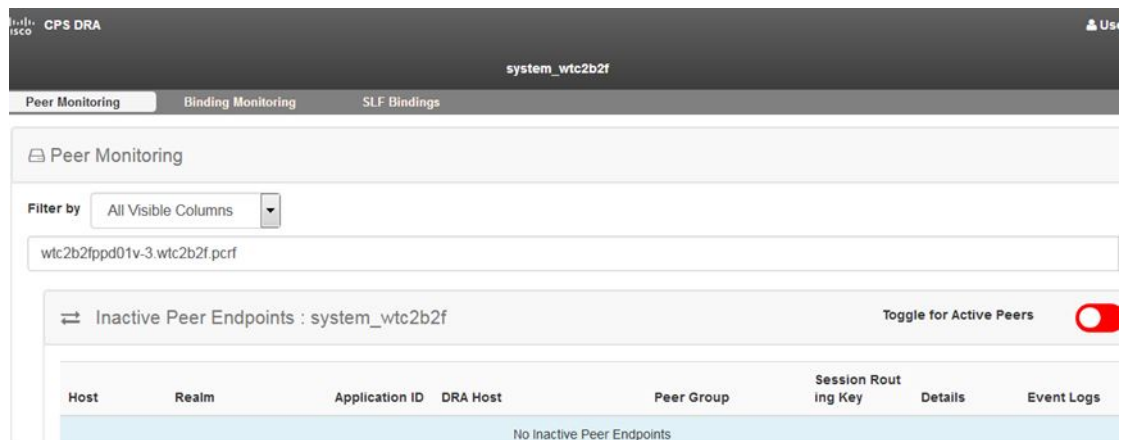 CPS DRA
system_wtc2b2f
Peer Monitoring Binding Monitoring SLF Bindings
Peer Monitoring
Filter by All Visible Columns
wtc2b2fppd01v-3.wtc2b2f.pcrf
Inactive Peer Endpoints : system_wtc2b2f Toggle for Active Peers
Host Realm Application ID DRA Host Peer Group Session Rout
ing Key Details Event Logs
No Inactive Peer Endpoints